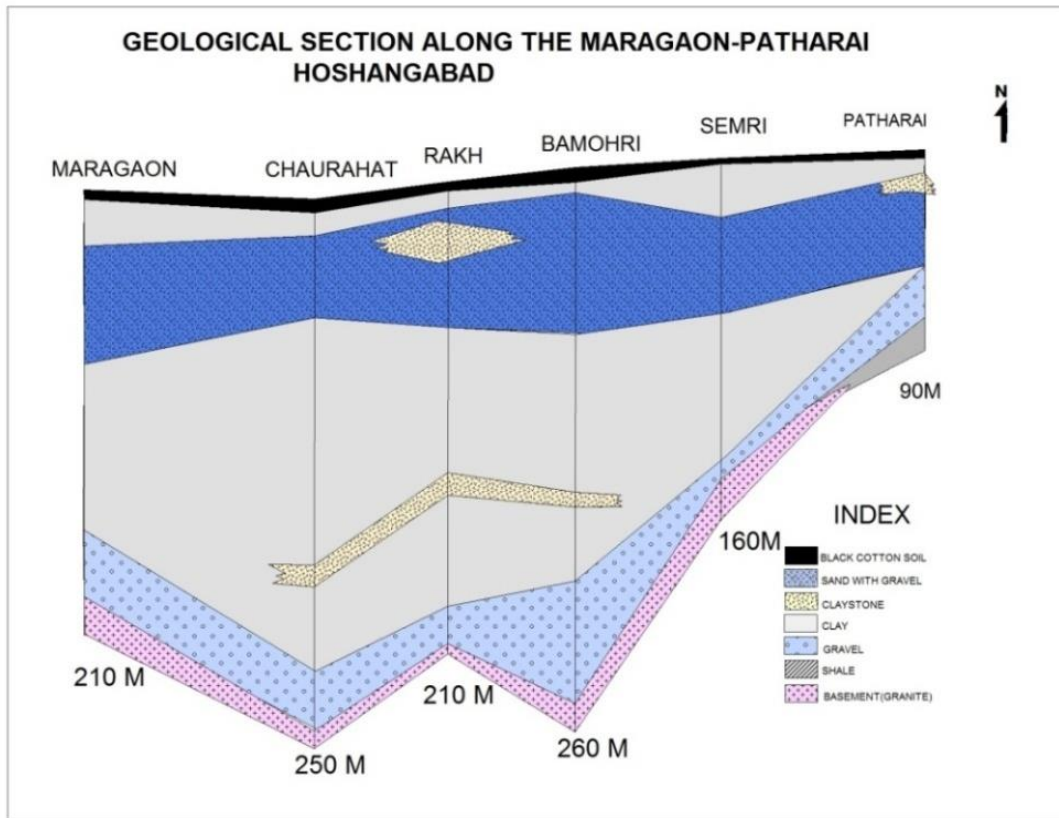 GEOLOGICAL SECTION ALONG THE MARAGAON-PATHARAI
HOSHANGABAD
N
MARAGAON
CHAURAHAT
RAKH
BAMOHRI
SEMRI
PATHARAI
90M
160M
210 M
250 M
210 M
260 M
INDEX
BLACK COTTON SOIL
SAND WITH GRAVEL
CLAYSTONE
CLAY
GRAVEL
SHALE
BASEMENT(GRANITE)